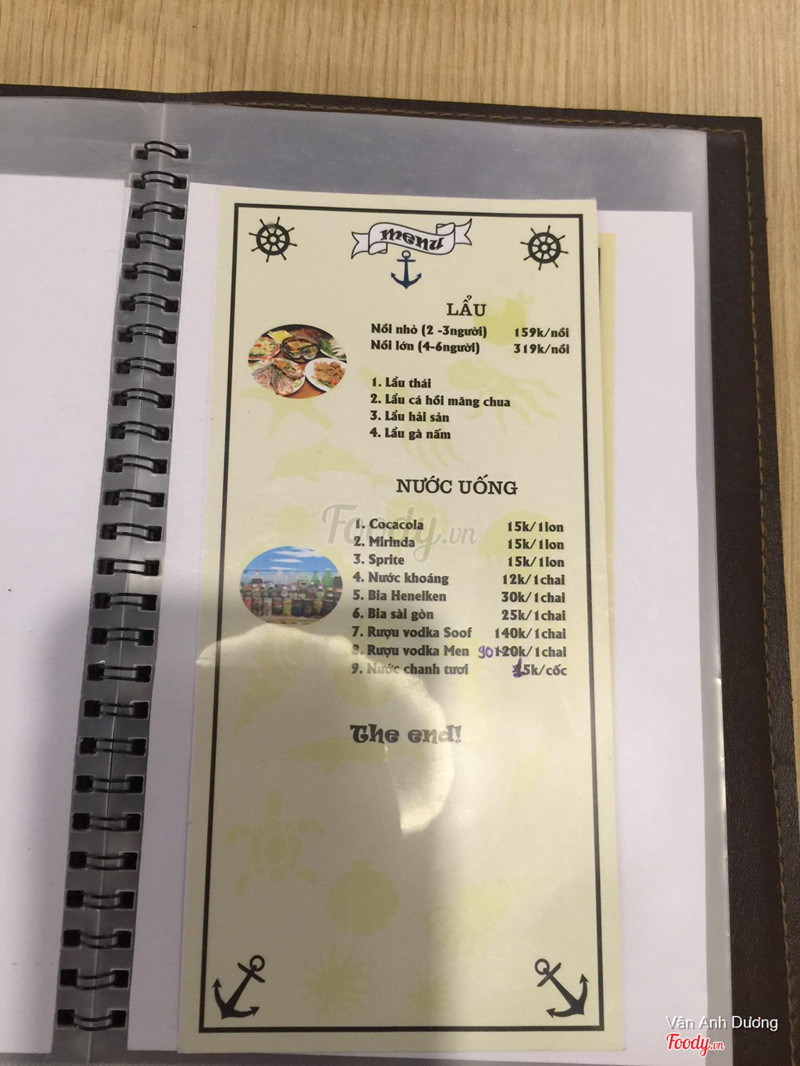 menu
LẨU
Nồi nhỏ (2 -3người) 159k/nồi
Nồi lớn (4-6người) 319k/nồi
1. Lẩu thái
2. Lẩu cá hồi măng chua
3. Lẩu hải sản
4. Lẩu gà nấm
NƯỚC UỐNG
1. Cocacola 15k/1lon
2. Mirinda 15k/1lon
3. Sprite 15k/1lon
4. Nước khoáng 12k/1chai
5. Bia Heneiken 30k/1chai
6. Bia sài gòn 25k/1chai
7. Rượu vodka Soof 140k/1chai
8. Rượu vodka Men 90 120k/1chai
9. Nước chanh tươi 15k/cốc
The end!
Foody.vn
Vân Anh Dương
Foody.vn